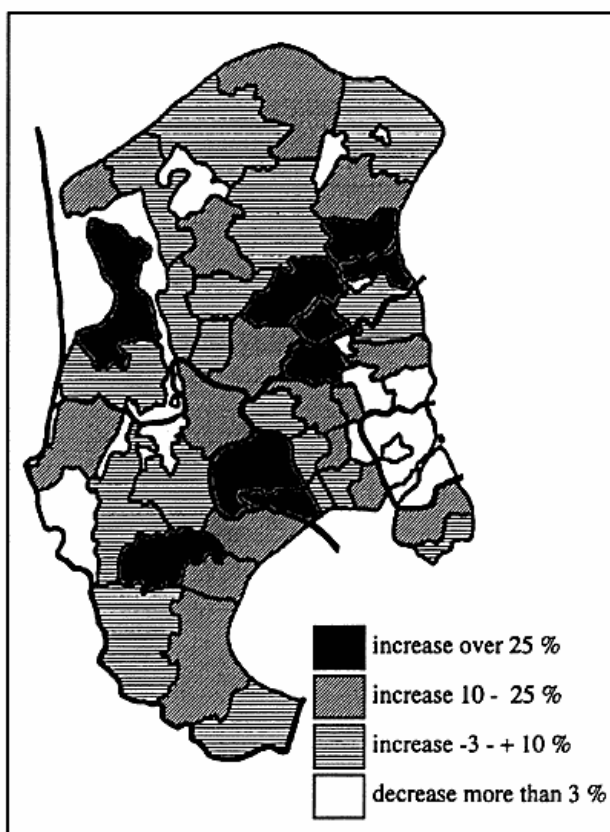 increase over 25 %
increase 10 - 25 %
increase -3 - + 10 %
decrease more than 3 %